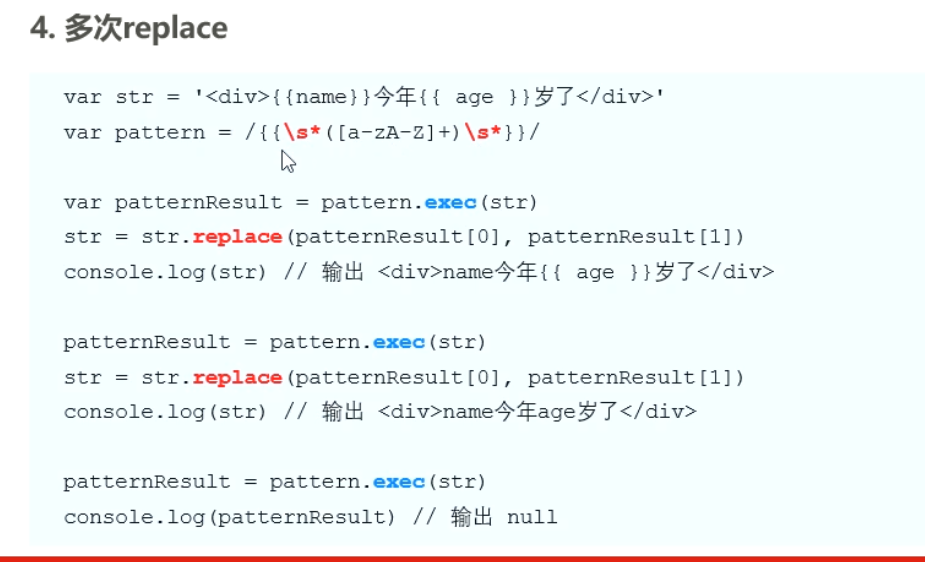 4. 多次replace
var str = '<div>{{name}}今年{{ age }}岁了</div>'
var pattern = /{{\s*([a-zA-Z]+)\s*}}/
var patternResult = pattern.exec(str)
str = str.replace(patternResult[0], patternResult[1])
console.log(str) // 输出 <div>name今年{{ age }}岁了</div>
patternResult = pattern.exec(str)
str = str.replace(patternResult[0], patternResult[1])
console.log(str) // 输出 <div>name今年age岁了</div>
patternResult = pattern.exec(str)
console.log(patternResult) // 输出 null